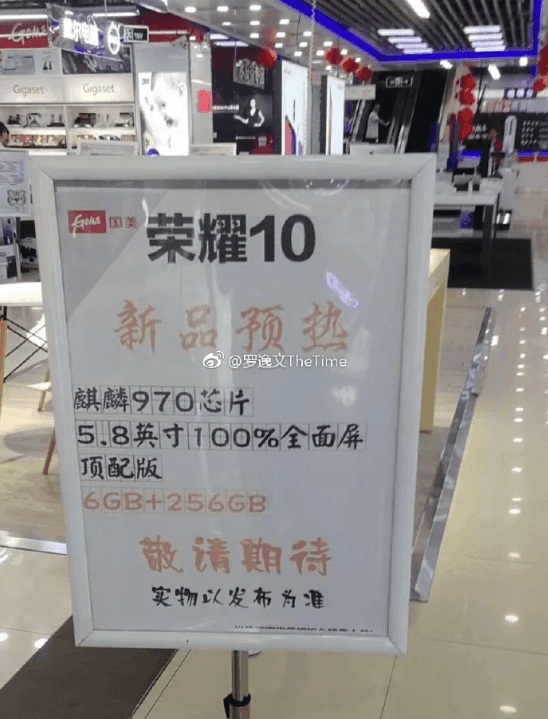 Gigaset
Gigaset
3M
GOME 国美
荣耀10
新品预热
@罗逸文TheTime
麒麟970芯片
5.8英寸100%全面屏
顶配版
6GB+256GB
敬请期待
实物以发布为准